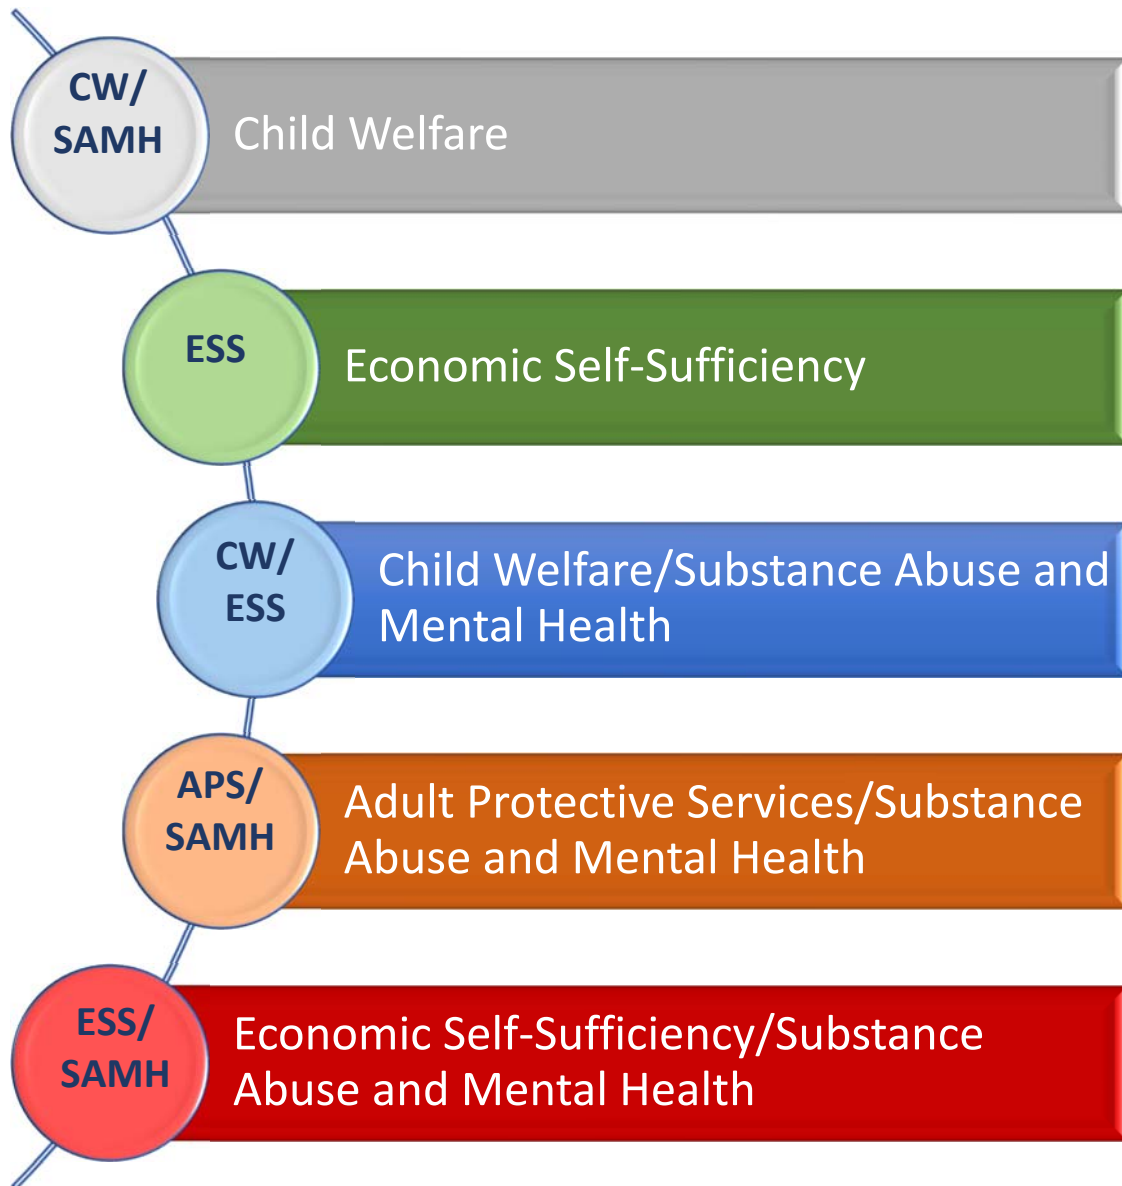 CW/
SAMH
Child Welfare
ESS
Economic Self-Sufficiency
CW/
ESS
Child Welfare/Substance Abuse and
Mental Health
APS/
SAMH
Adult Protective Services/Substance
Abuse and Mental Health
ESS/
SAMH
Economic Self-Sufficiency/Substance
Abuse and Mental Health